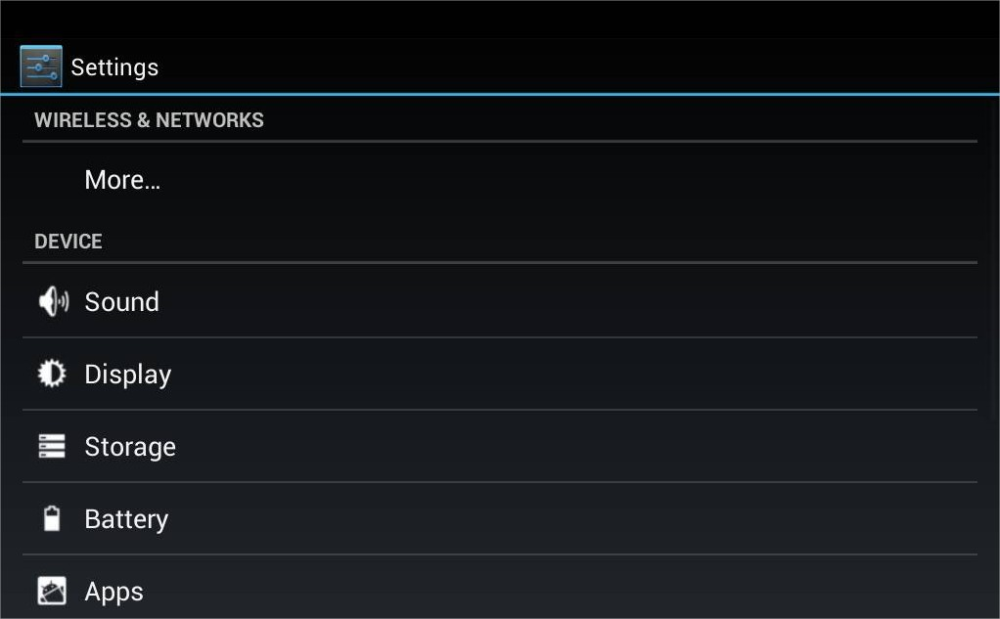 Settings
WIRELESS & NETWORKS
More…
DEVICE
Sound
Display
Storage
Battery
Apps